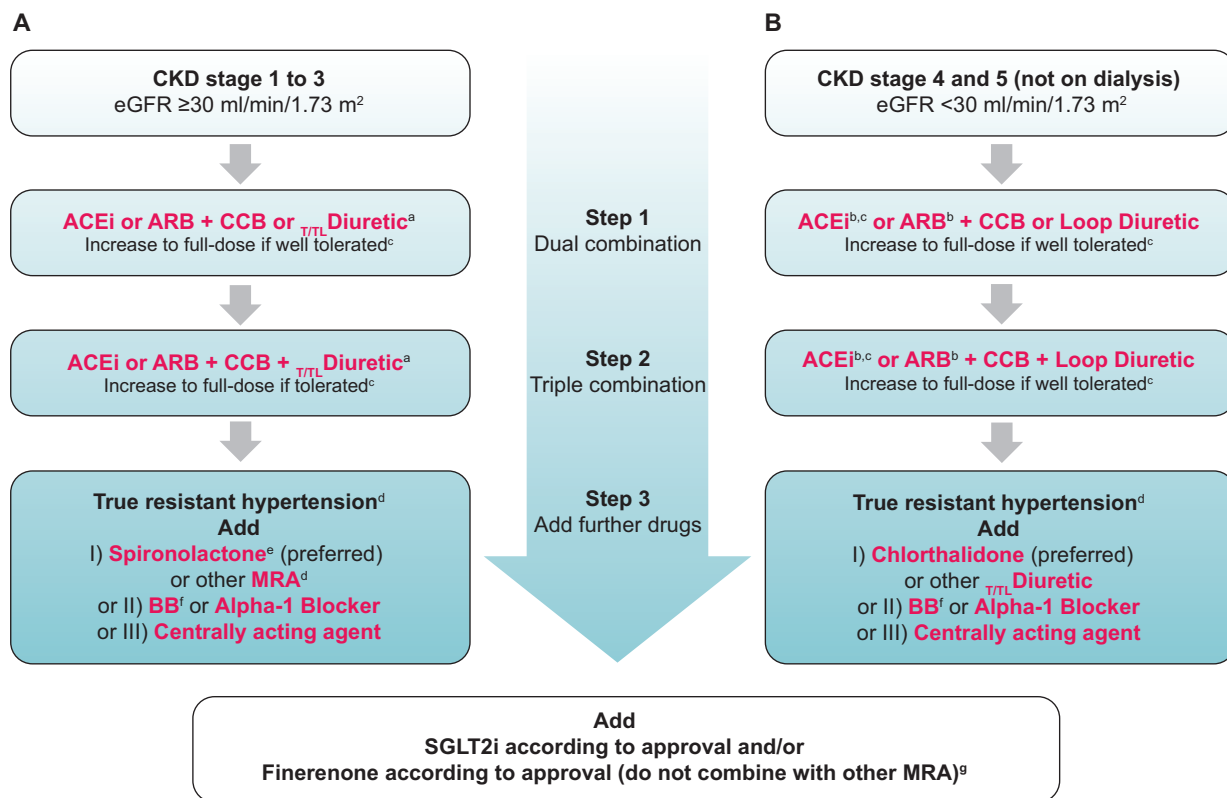 A
CKD stage 1 to 3
eGFR ≥30 ml/min/1.73 m²
ACEi or ARB + CCB or T/TLDiureticᵃ
Increase to full-dose if well toleratedᶜ
ACEi or ARB + CCB + T/TLDiureticᵃ
Increase to full-dose if toleratedᶜ
True resistant hypertensionᵈ
Add
I) Spironolactoneᵉ (preferred)
or other MRAᵈ
or II) BBᶠ or Alpha-1 Blocker
or III) Centrally acting agent
Step 1
Dual combination
Step 2
Triple combination
Step 3
Add further drugs
B
CKD stage 4 and 5 (not on dialysis)
eGFR <30 ml/min/1.73 m²
ACEiᵇ,ᶜ or ARBᵇ + CCB or Loop Diuretic
Increase to full-dose if well toleratedᶜ
ACEiᵇ,ᶜ or ARBᵇ + CCB + Loop Diuretic
Increase to full-dose if well toleratedᶜ
True resistant hypertensionᵈ
Add
I) Chlorthalidone (preferred)
or other T/TLDiuretic
or II) BBᶠ or Alpha-1 Blocker
or III) Centrally acting agent
Add
SGLT2i according to approval and/or
Finerenone according to approval (do not combine with other MRA)ᵍ